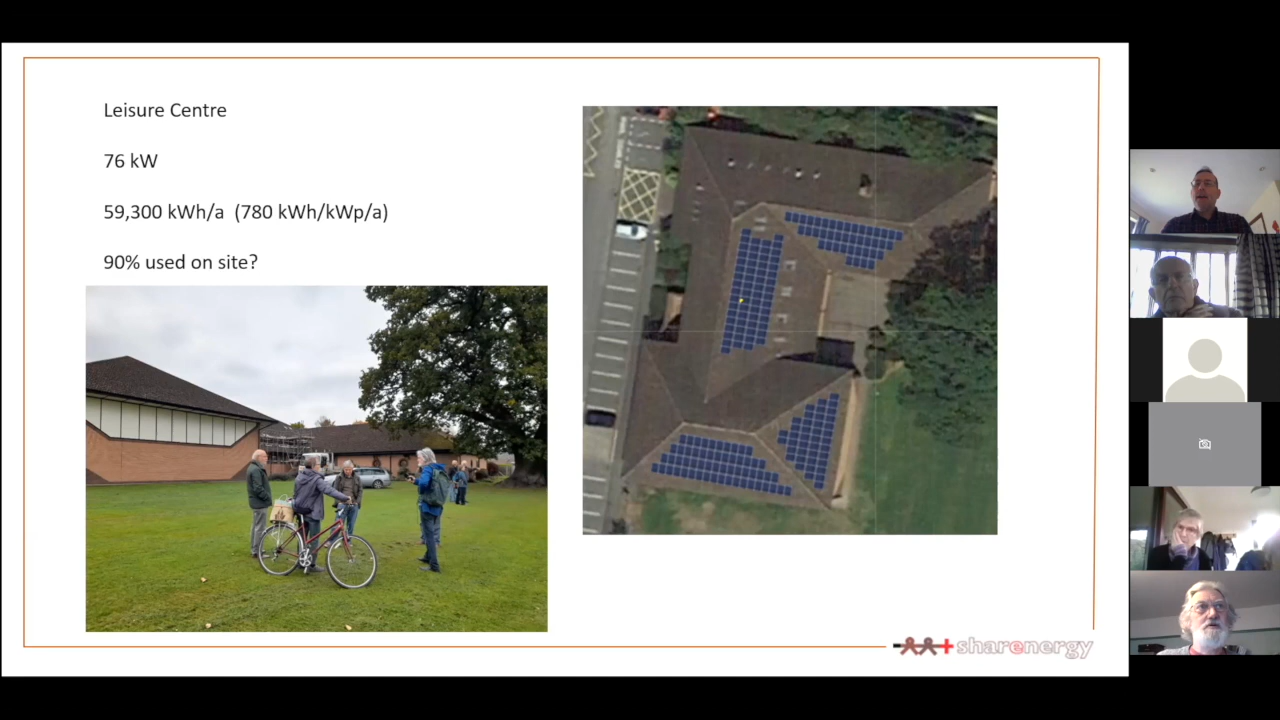 Leisure Centre
76 kW
59,300 kWh/a (780 kWh/kWp/a)
90% used on site?
sharenergy